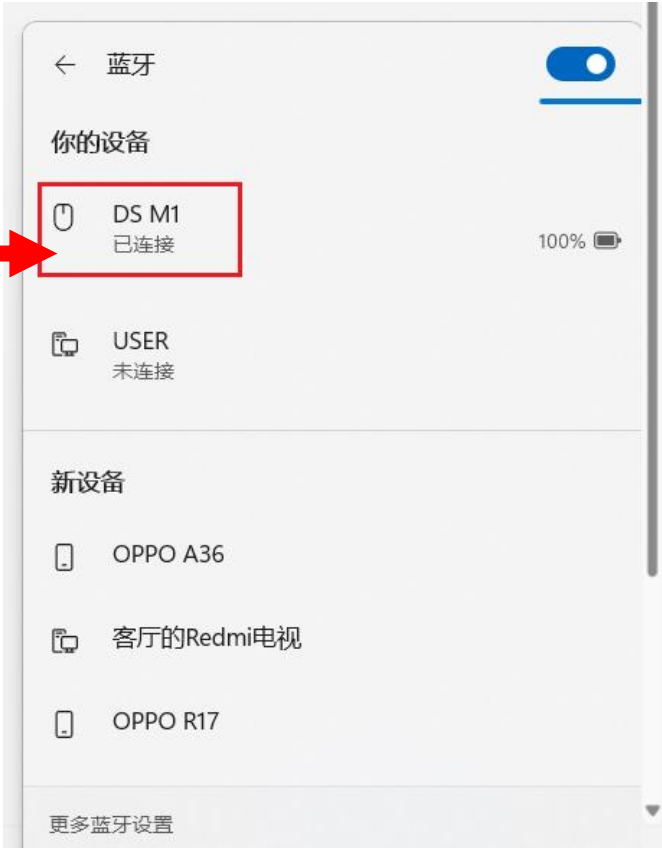 蓝牙
你的设备
DS M1
已连接
100%
USER
未连接
新设备
OPPO A36
客厅的Redmi电视
OPPO R17
更多蓝牙设置